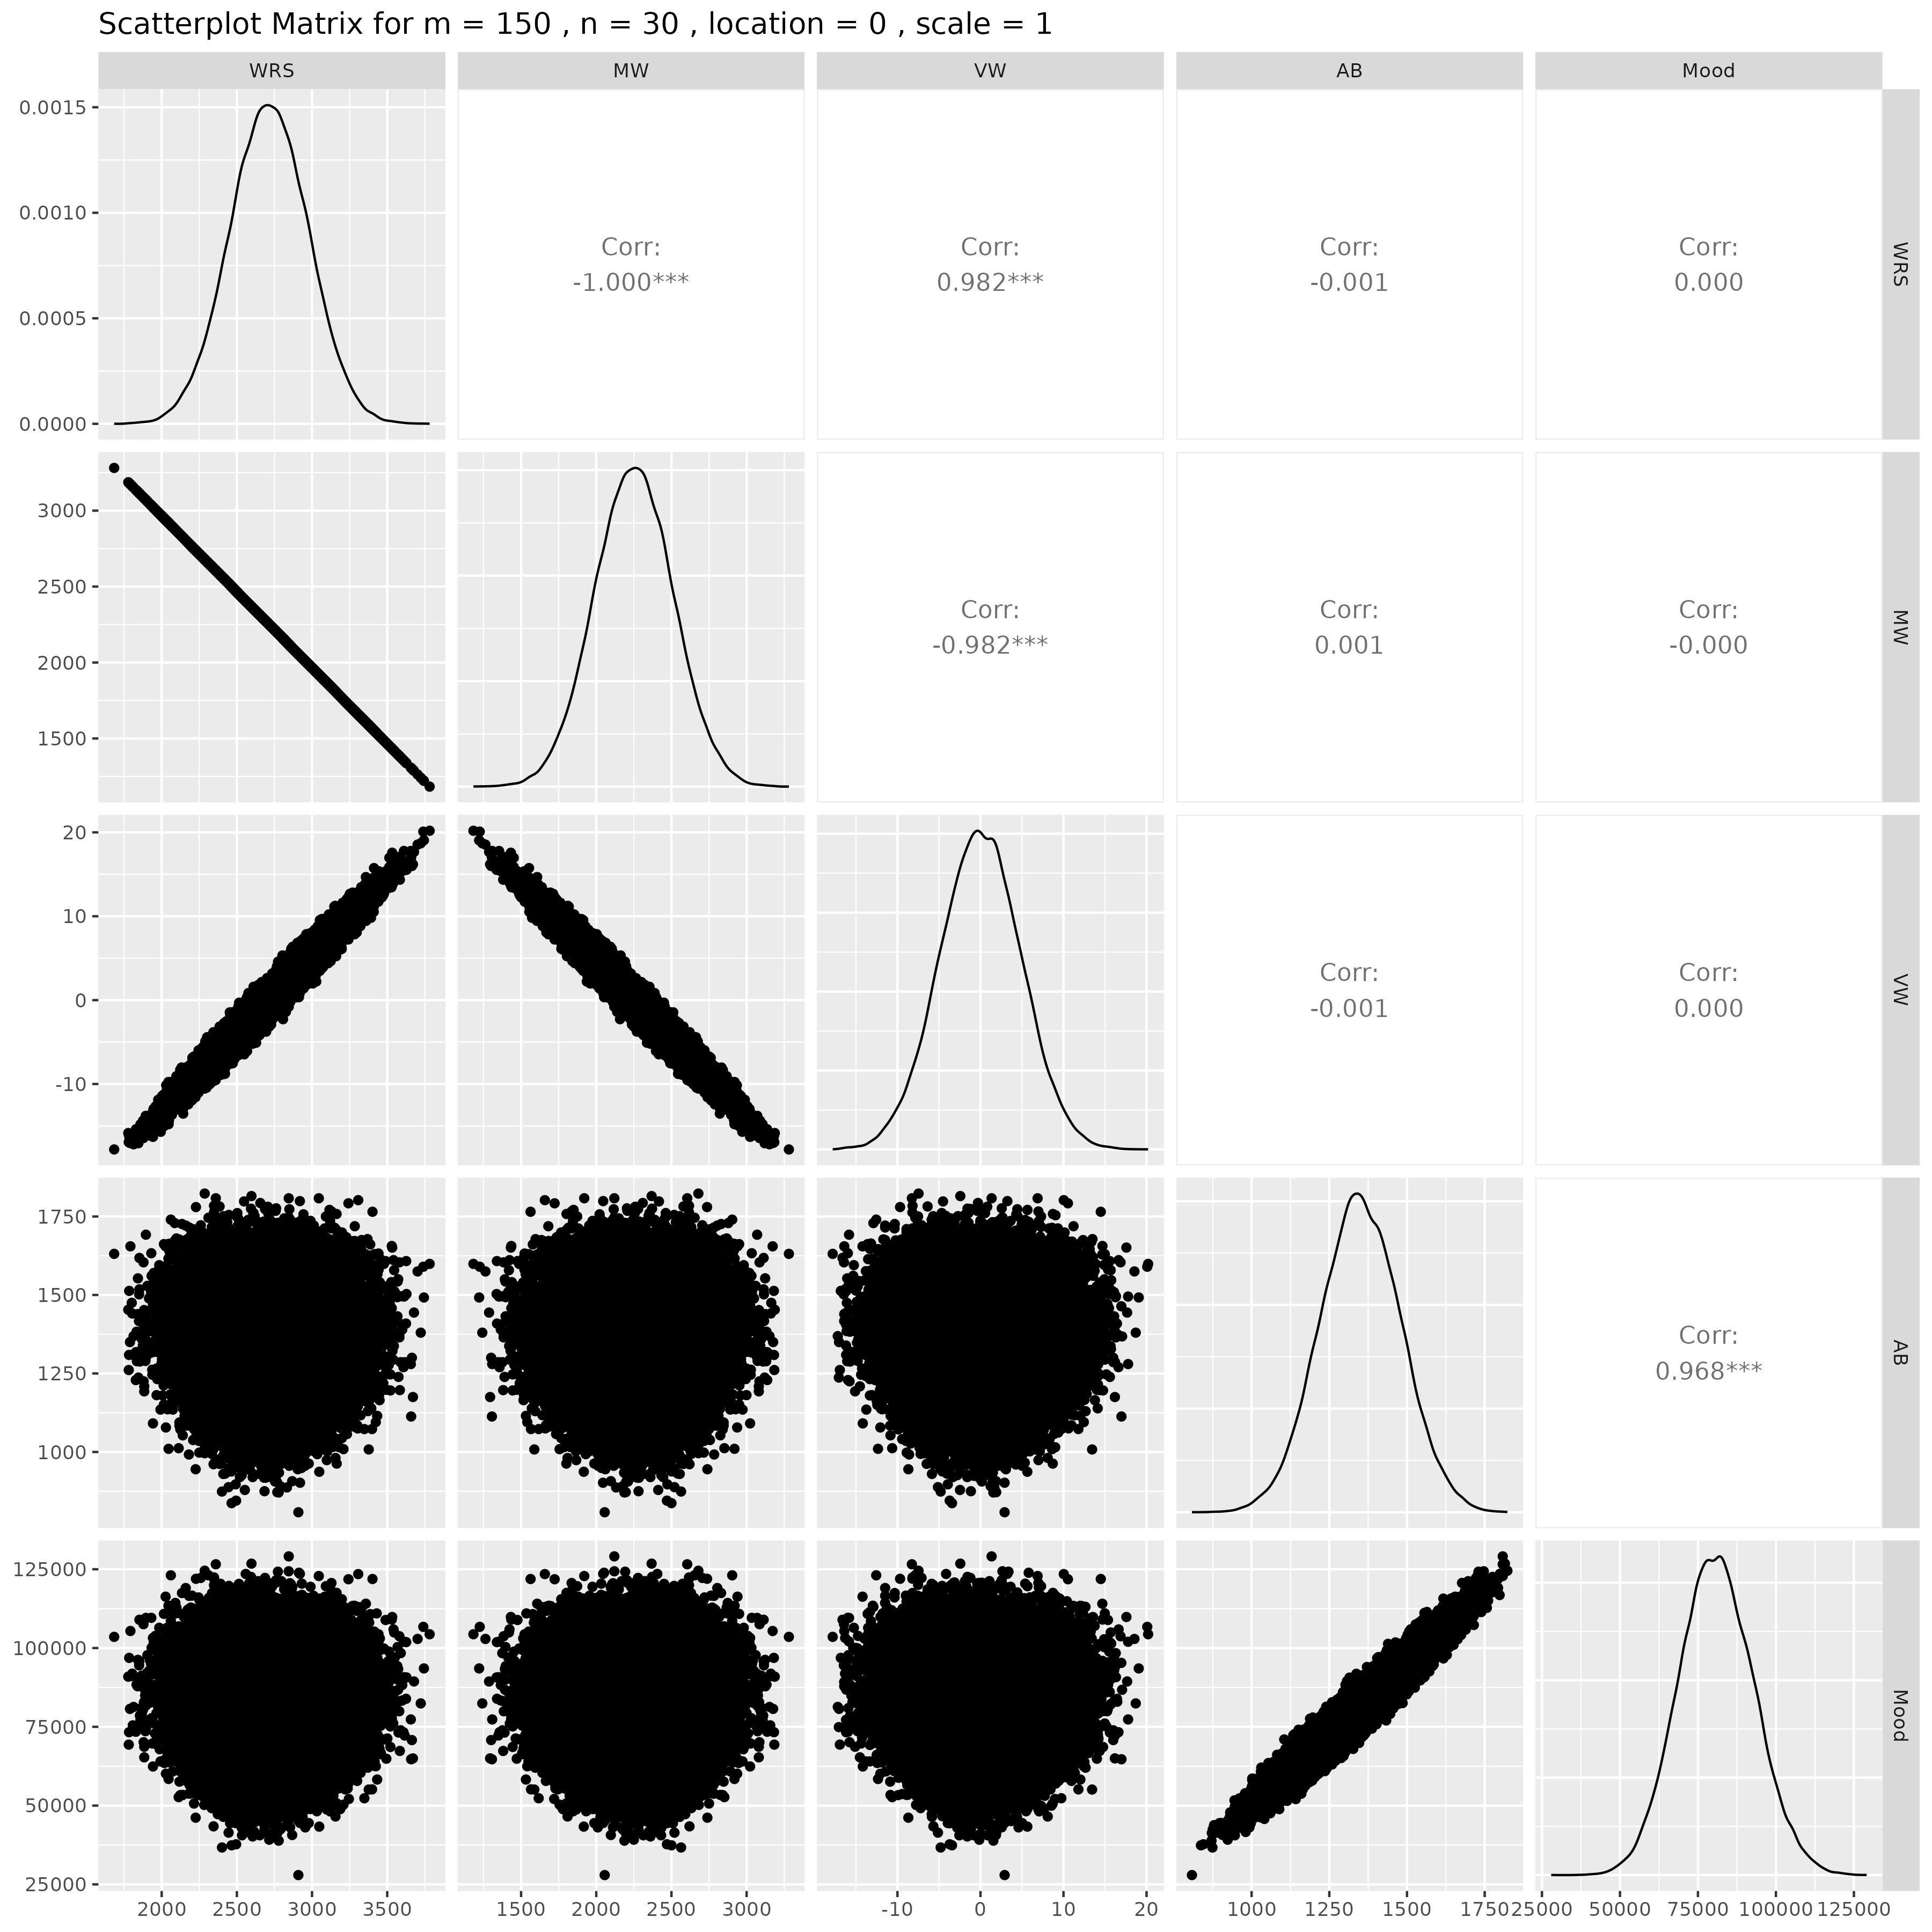 Scatterplot Matrix for m = 150 , n = 30 , location = 0 , scale = 1
WRS MW VW AB Mood
0.0015
0.0010
0.0005
0.0000
Corr:
-1.000***
Corr:
0.982***
Corr:
-0.001
Corr:
0.000
WRS
3000
2500
2000
1500
Corr:
-0.982***
Corr:
0.001
Corr:
-0.000
MW
20
10
0
-10
Corr:
-0.001
Corr:
0.000
VW
1750
1500
1250
1000
Corr:
0.968***
AB
125000
100000
75000
50000
25000
Mood
2000 2500 3000 3500
1500 2000 2500 3000
-10 0 10 20
1000 1250 1500 1750
25000 50000 75000 100000 125000